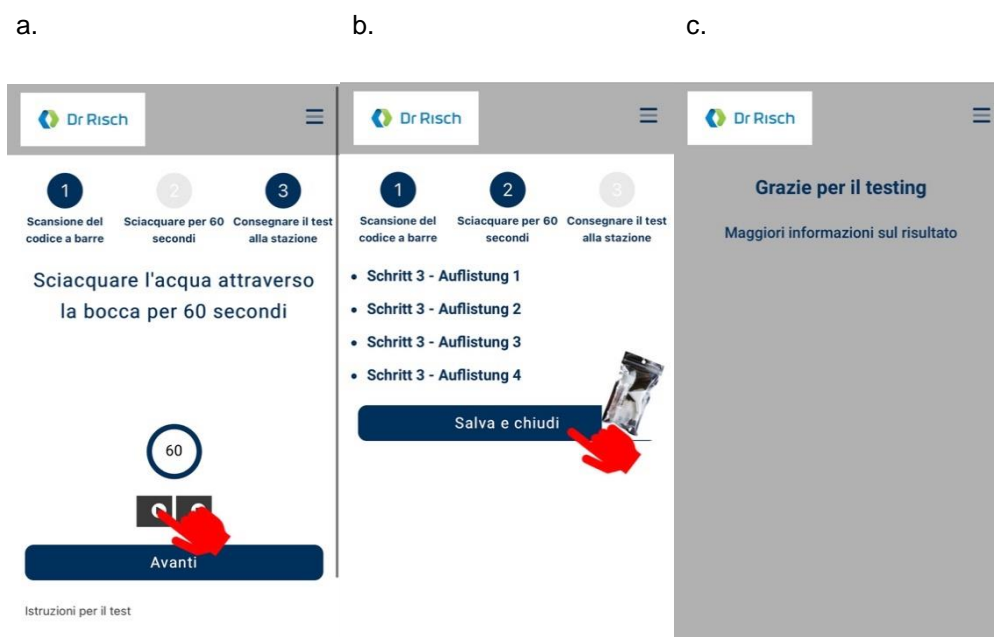 a.
b.
c.
Dr Risch
1
2
3
Scansione del
codice a barre
Sciacquare per 60
secondi
Consegnare il test
alla stazione
Sciacquare l'acqua attraverso
la bocca per 60 secondi
60
Avanti
Istruzioni per il test
Dr Risch
1
2
3
Scansione del
codice a barre
Sciacquare per 60
secondi
Consegnare il test
alla stazione
• Schritt 3 - Auflistung 1
• Schritt 3 - Auflistung 2
• Schritt 3 - Auflistung 3
• Schritt 3 - Auflistung 4
Salva e chiudi
Dr Risch
Grazie per il testing
Maggiori informazioni sul risultato